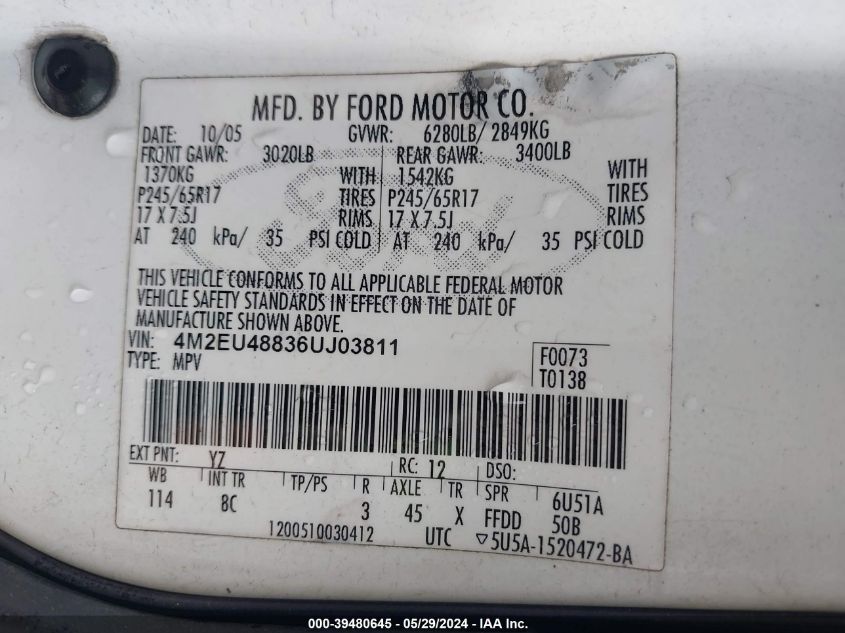 MFD. BY FORD MOTOR CO.
DATE: 10/05 GVWR: 6280LB/ 2849KG
FRONT GAWR: 3020LB REAR GAWR: 3400LB
1370KG WITH 1542KG WITH
P245/65R17 TIRES P245/65R17 TIRES
17 X 7.5J RIMS 17 X 7.5J RIMS
AT 240 kPa/ 35 PSI COLD AT 240 kPa/ 35 PSI COLD
Ford
THIS VEHICLE CONFORMS TO ALL APPLICABLE FEDERAL MOTOR
VEHICLE SAFETY STANDARDS IN EFFECT ON THE DATE OF
MANUFACTURE SHOWN ABOVE.
VIN: 4M2EU48836UJ03811
TYPE: MPV
F0073
T0138
EXT PNT: YZ RC: 12 DSO:
WB INT TR TP/PS R AXLE TR SPR 6U51A
114 8C 3 45 X FFDD 50B
1200510030412 UTC ▽5U5A-1520472-BA
000-39480645 - 05/29/2024 - IAA Inc.